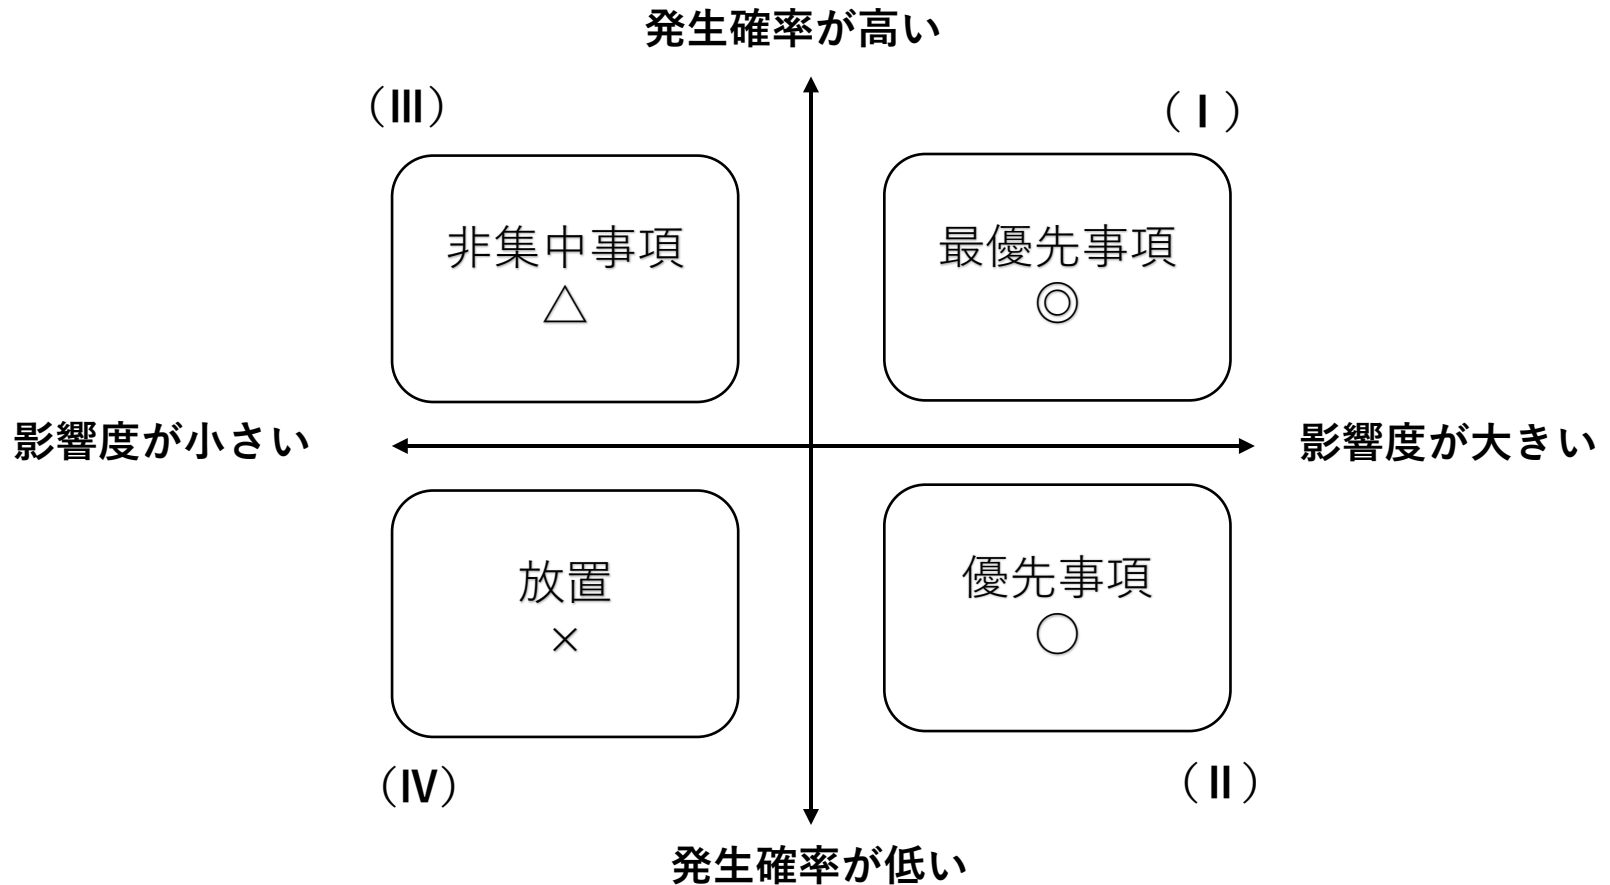 発生確率が高い
（Ⅲ）
（Ⅰ）
非集中事項
△
最優先事項
◎
影響度が小さい
影響度が大きい
放置
×
優先事項
○
（Ⅳ）
（Ⅱ）
発生確率が低い